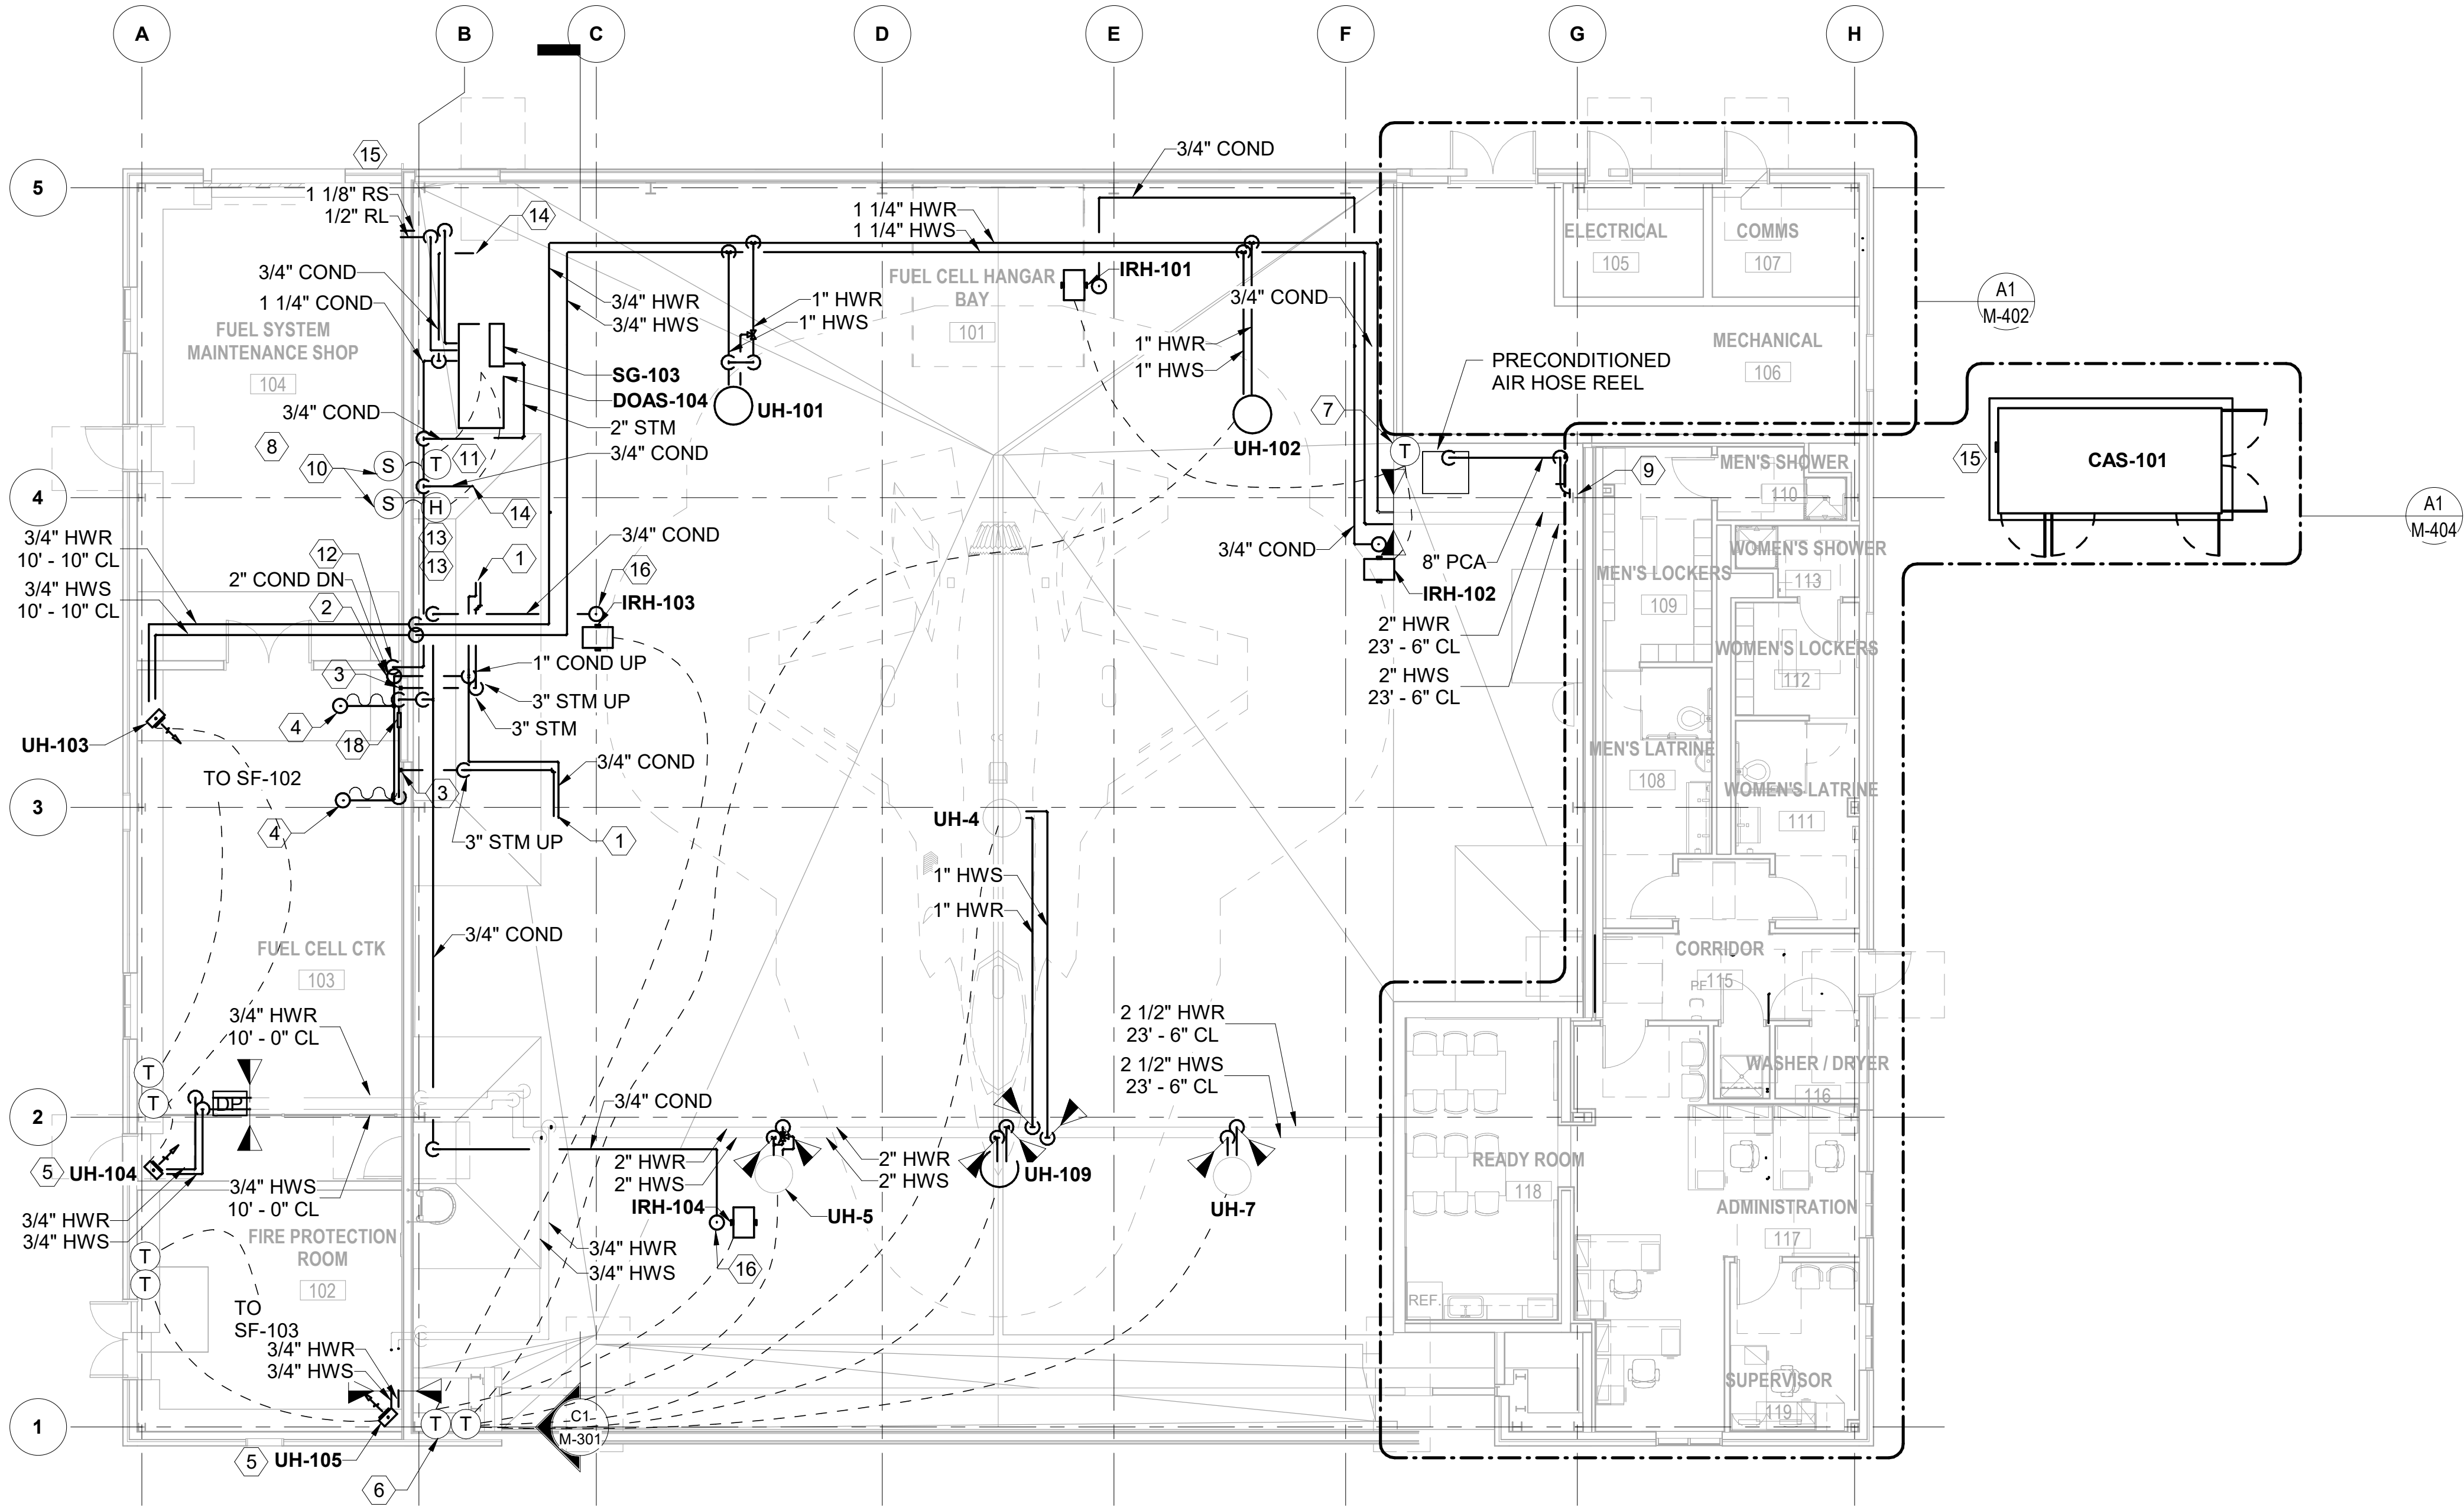 A
B
C
D
E
F
G
H
5
15
3/4" COND
1 1/8" RS
1/2" RL
14
1 1/4" HWR
1 1/4" HWS
ELECTRICAL
105
COMMS
107
A1
M-402
3/4" COND
1 1/4" COND
FUEL SYSTEM
MAINTENANCE SHOP
104
3/4" HWR
3/4" HWS
1" HWR
1" HWS
FUEL CELL HANGAR
BAY
101
IRH-101
3/4" COND
1" HWR
1" HWS
MECHANICAL
106
PRECONDITIONED
AIR HOSE REEL
SG-103
DOAS-104
2" STM
3/4" COND
UH-101
UH-102
3/4" COND
7
T
8
10
S
T
11
S
H
14
13
13
4
MEN'S SHOWER
110
9
15
CAS-101
A1
M-404
3/4" HWR
10' - 10" CL
3/4" HWS
10' - 10" CL
12
2" COND DN
2
1
3/4" COND
16
IRH-103
3/4" COND
8" PCA
IRH-102
WOMEN'S SHOWER
113
MEN'S LOCKERS
109
WOMEN'S LOCKERS
112
2" HWR
23' - 6" CL
2" HWS
23' - 6" CL
3
1" COND UP
3" STM UP
3" STM
4
18
UH-103
TO SF-102
3/4" COND
MEN'S LATRINE
108
WOMEN'S LATRINE
111
3
3
4
3" STM UP
1
UH-4
1" HWS
1" HWR
3/4" COND
FUEL CELL CTK
103
CORRIDOR
115
PF
3/4" HWR
10' - 0" CL
2 1/2" HWR
23' - 6" CL
2 1/2" HWS
23' - 6" CL
WASHER / DRYER
116
T
T
DP
2
3/4" COND
5
UH-104
3/4" HWS
10' - 0" CL
3/4" HWR
3/4" HWS
2" HWR
2" HWS
2" HWR
2" HWS
IRH-104
UH-5
UH-109
UH-7
READY ROOM
118
ADMINISTRATION
117
FIRE PROTECTION
ROOM
102
T
T
3/4" HWR
3/4" HWS
16
TO
SF-103
3/4" HWR
3/4" HWS
REF.
SUPERVISOR
119
1
T
T
C1
M-301
5
UH-105
6